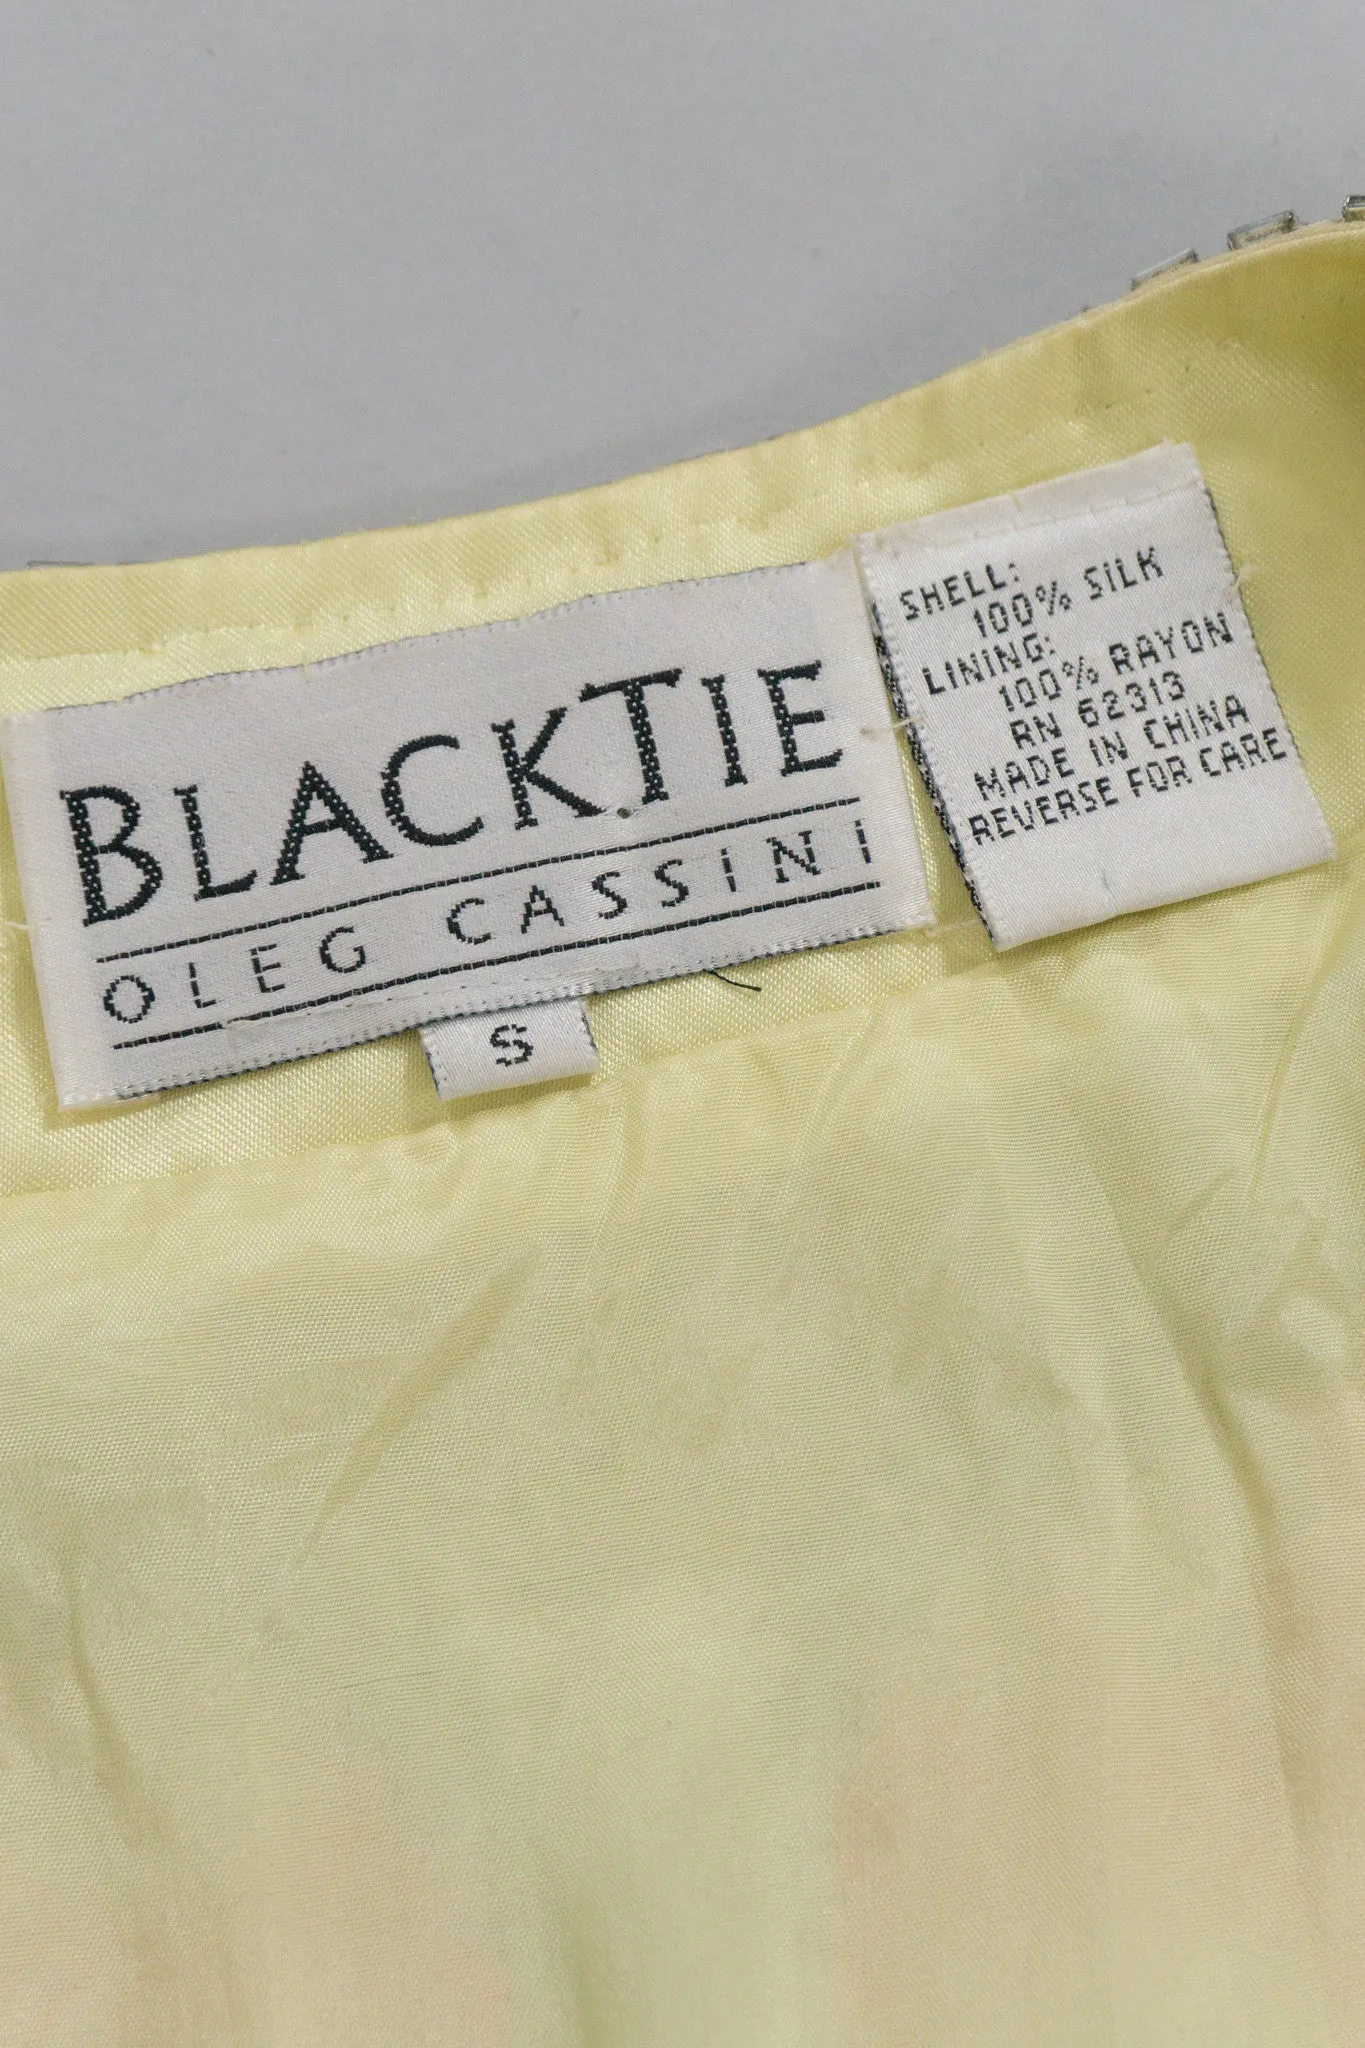 BLACKTIE
OLEG CASSINI
S
SHELL:
100% SILK
LINING:
100% RAYON
RN 62313
MADE IN CHINA
REVERSE FOR CARE